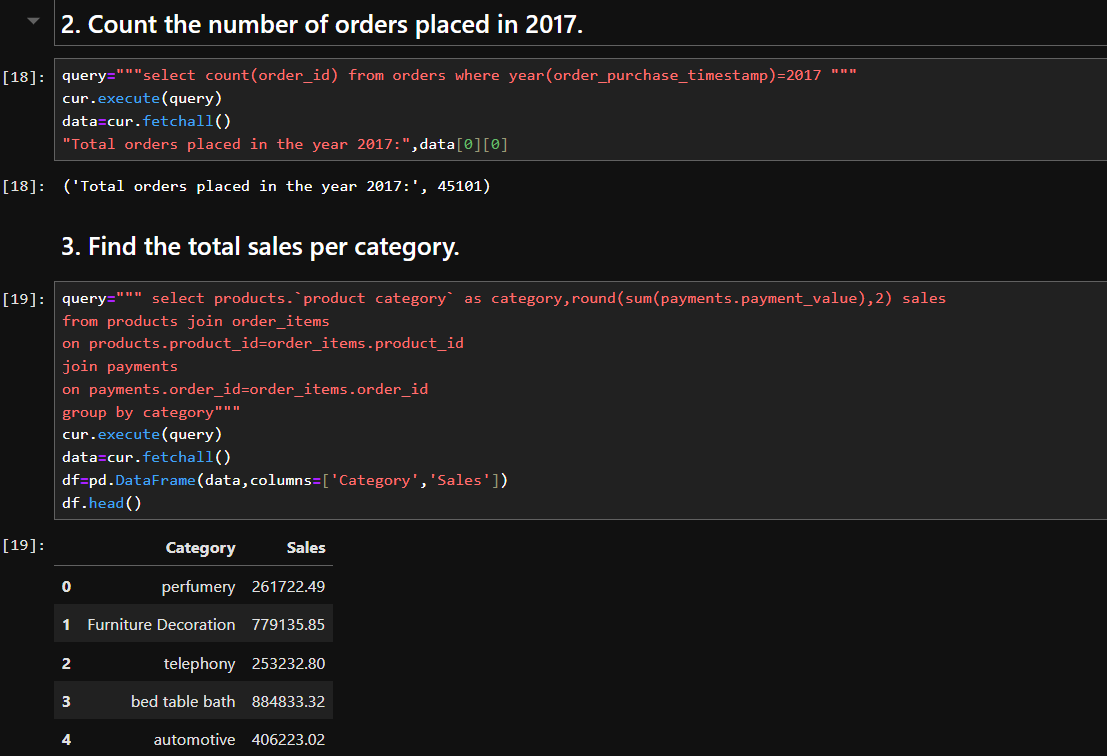 2. Count the number of orders placed in 2017.
[18]: query="""select count(order_id) from orders where year(order_purchase_timestamp)=2017 """
cur.execute(query)
data=cur.fetchall()
"Total orders placed in the year 2017:",data[0][0]
[18]: ('Total orders placed in the year 2017:', 45101)
3. Find the total sales per category.
[19]: query=""" select products.`product category` as category,round(sum(payments.payment_value),2) sales
from products join order_items
on products.product_id=order_items.product_id
join payments
on payments.order_id=order_items.order_id
group by category"""
cur.execute(query)
data=cur.fetchall()
df=pd.DataFrame(data,columns=['Category','Sales'])
df.head()
[19]: Category Sales
0 perfumery 261722.49
1 Furniture Decoration 779135.85
2 telephony 253232.80
3 bed table bath 884833.32
4 automotive 406223.02